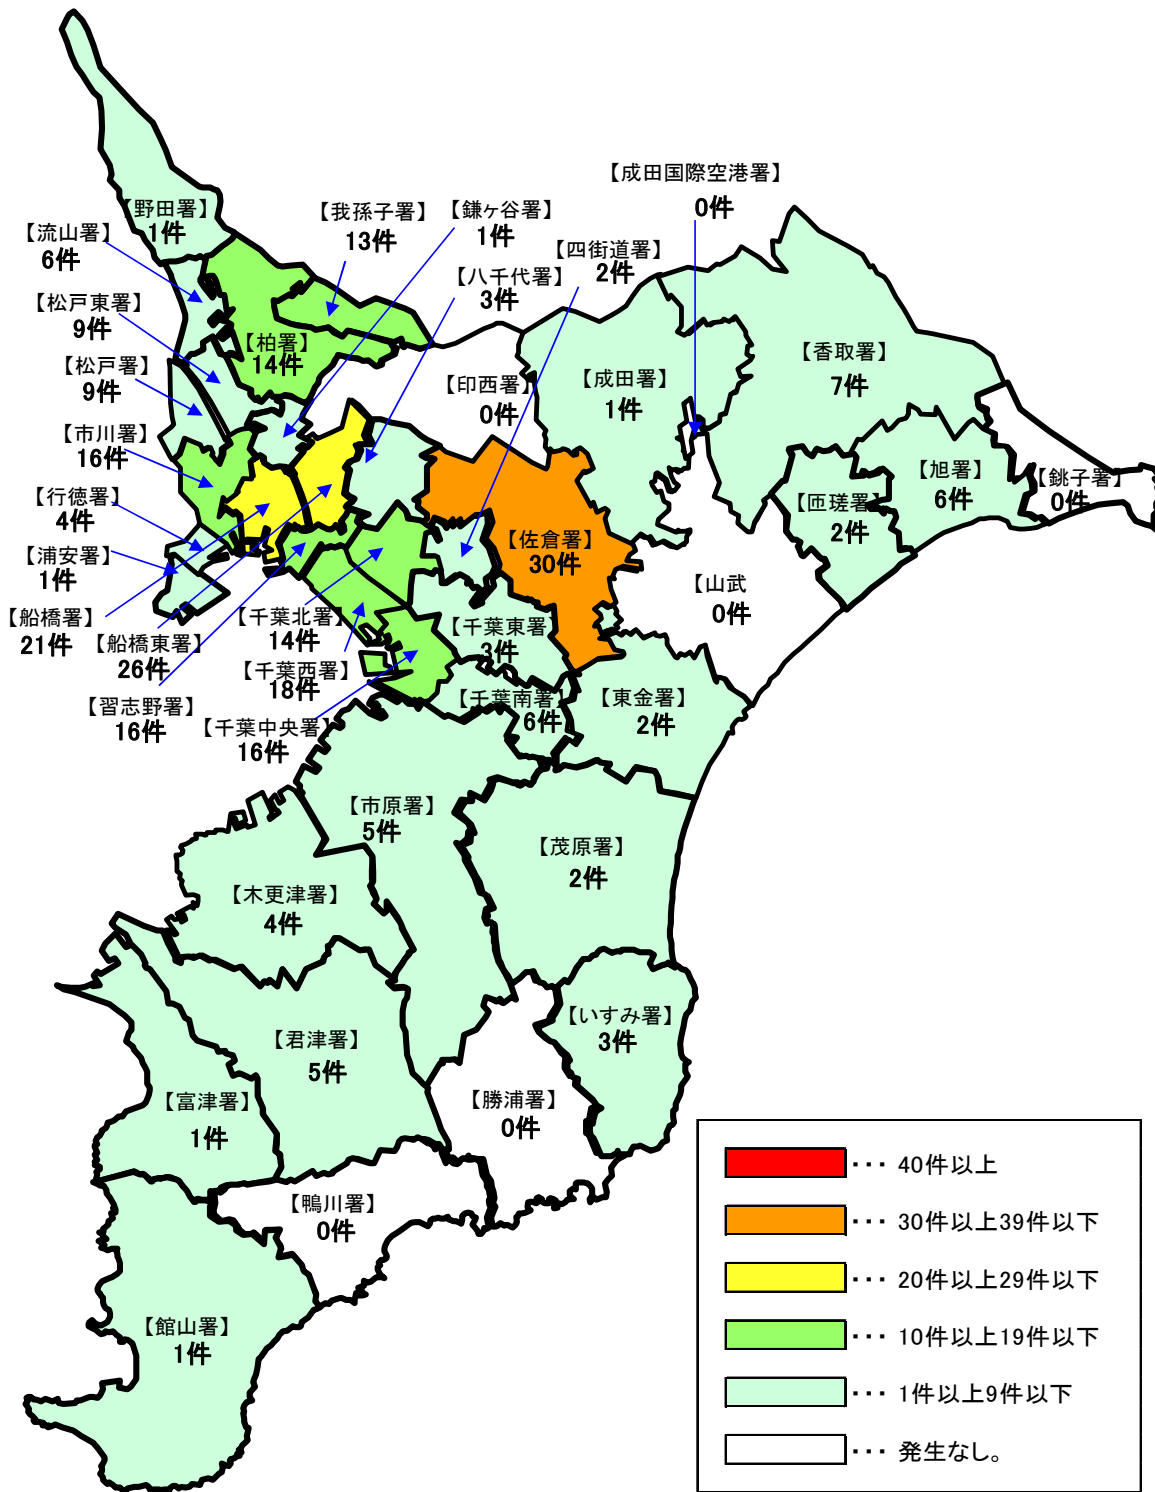 【成田国際空港署】
0件
【野田署】
1件
【我孫子署】
13件
【鎌ヶ谷署】
1件
【流山署】
6件
【四街道署】
2件
【八千代署】
3件
【松戸東署】
9件
【柏署】
14件
【松戸署】
9件
【印西署】
0件
【成田署】
1件
【香取署】
7件
【市川署】
16件
【旭署】
6件
【銚子署】
0件
【匝瑳署】
2件
【行徳署】
4件
【浦安署】
1件
【佐倉署】
30件
【山武
0件
【船橋署】
21件
【船橋東署】
26件
【千葉北署】
14件
【千葉東署】
3件
【千葉西署】
18件
【習志野署】
16件
【千葉中央署】
16件
【千葉南署】
6件
【東金署】
2件
【市原署】
5件
【茂原署】
2件
【木更津署】
4件
【いすみ署】
3件
【君津署】
5件
【富津署】
1件
【勝浦署】
0件
【鴨川署】
0件
【館山署】
1件
・・・ 40件以上
・・・ 30件以上39件以下
・・・ 20件以上29件以下
・・・ 10件以上19件以下
・・・ 1件以上9件以下
・・・ 発生なし。